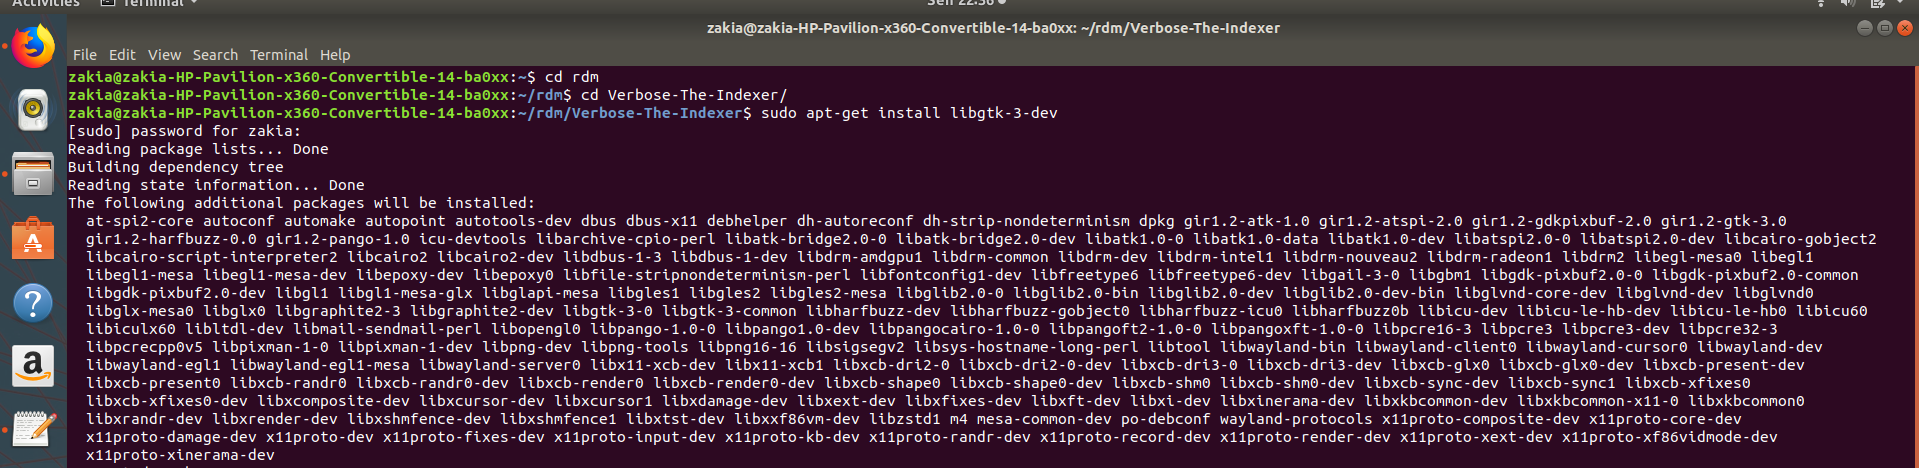 Activities Terminal Sen 22:36
zakia@zakia-HP-Pavilion-x360-Convertible-14-ba0xx: ~/rdm/Verbose-The-Indexer
File Edit View Search Terminal Help
zakia@zakia-HP-Pavilion-x360-Convertible-14-ba0xx:~$ cd rdm
zakia@zakia-HP-Pavilion-x360-Convertible-14-ba0xx:~/rdm$ cd Verbose-The-Indexer/
zakia@zakia-HP-Pavilion-x360-Convertible-14-ba0xx:~/rdm/Verbose-The-Indexer$ sudo apt-get install libgtk-3-dev
[sudo] password for zakia:
Reading package lists... Done
Building dependency tree
Reading state information... Done
The following additional packages will be installed:
at-spi2-core autoconf automake autopoint autotools-dev dbus dbus-x11 debhelper dh-autoreconf dh-strip-nondeterminism dpkg gir1.2-atk-1.0 gir1.2-atspi-2.0 gir1.2-gdkpixbuf-2.0 gir1.2-gtk-3.0
gir1.2-harfbuzz-0.0 gir1.2-pango-1.0 icu-devtools libarchive-cpio-perl libatk-bridge2.0-0 libatk-bridge2.0-dev libatk1.0-0 libatk1.0-data libatk1.0-dev libatspi2.0-0 libatspi2.0-dev libcairo-gobject2
libcairo-script-interpreter2 libcairo2 libcairo2-dev libdbus-1-3 libdbus-1-dev libdrm-amdgpu1 libdrm-common libdrm-dev libdrm-intel1 libdrm-nouveau2 libdrm-radeon1 libdrm2 libegl-mesa0 libegl1
libegl1-mesa libegl1-mesa-dev libepoxy-dev libepoxy0 libfile-stripnondeterminism-perl libfontconfig1-dev libfreetype6 libfreetype6-dev libgail-3-0 libgbm1 libgdk-pixbuf2.0-0 libgdk-pixbuf2.0-common
libgdk-pixbuf2.0-dev libgl1 libgl1-mesa-glx libglapi-mesa libgles1 libgles2 libgles2-mesa libglib2.0-0 libglib2.0-bin libglib2.0-dev libglib2.0-dev-bin libglvnd-core-dev libglvnd-dev libglvnd0
libglx-mesa0 libglx0 libgraphite2-3 libgraphite2-dev libgtk-3-0 libgtk-3-common libharfbuzz-dev libharfbuzz-gobject0 libharfbuzz-icu0 libharfbuzz0b libicu-dev libicu-le-hb-dev libicu-le-hb0 libicu60
libiculx60 libltdl-dev libmail-sendmail-perl libopengl0 libpango-1.0-0 libpango1.0-dev libpangocairo-1.0-0 libpangoft2-1.0-0 libpangoxft-1.0-0 libpcre16-3 libpcre3 libpcre3-dev libpcre32-3
libpcrecpp0v5 libpixman-1-0 libpixman-1-dev libpng-dev libpng-tools libpng16-16 libsigsegv2 libsys-hostname-long-perl libtool libwayland-bin libwayland-client0 libwayland-cursor0 libwayland-dev
libwayland-egl1 libwayland-egl1-mesa libwayland-server0 libx11-xcb-dev libx11-xcb1 libxcb-dri2-0 libxcb-dri2-0-dev libxcb-dri3-0 libxcb-dri3-dev libxcb-glx0 libxcb-glx0-dev libxcb-present-dev
libxcb-present0 libxcb-randr0 libxcb-randr0-dev libxcb-render0 libxcb-render0-dev libxcb-shape0 libxcb-shape0-dev libxcb-shm0 libxcb-shm0-dev libxcb-sync-dev libxcb-sync1 libxcb-xfixes0
libxcb-xfixes0-dev libxcomposite-dev libxcursor-dev libxcursor1 libxdamage-dev libxext-dev libxfixes-dev libxft-dev libxi-dev libxinerama-dev libxkbcommon-dev libxkbcommon-x11-0 libxkbcommon0
libxrandr-dev libxrender-dev libxshmfence-dev libxshmfence1 libxtst-dev libxxf86vm-dev libzstd1 m4 mesa-common-dev po-debconf wayland-protocols x11proto-composite-dev x11proto-core-dev
x11proto-damage-dev x11proto-dev x11proto-fixes-dev x11proto-input-dev x11proto-kb-dev x11proto-randr-dev x11proto-record-dev x11proto-render-dev x11proto-xext-dev x11proto-xf86vidmode-dev
x11proto-xinerama-dev